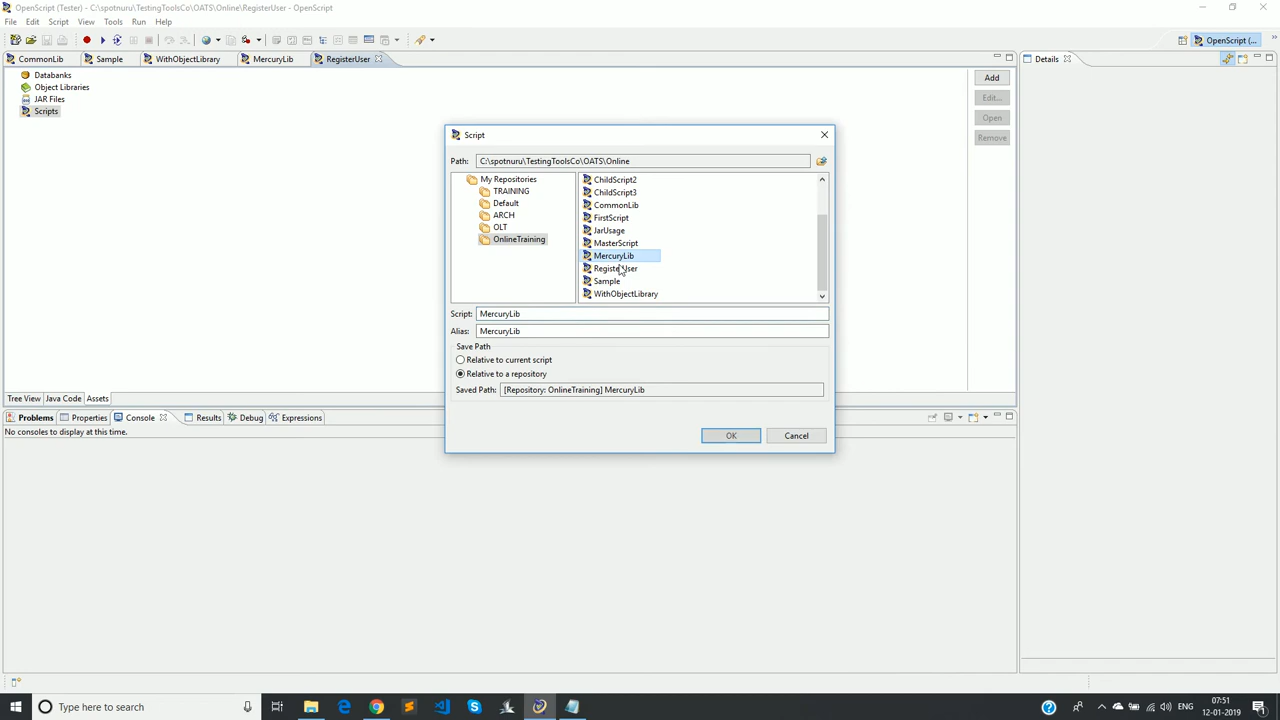 OpenScript (Tester) - C:\spotnuru\TestingToolsCo\OATS\Online\RegisterUser - OpenScript
File Edit Script View Tools Run Help
OpenScript (...
CommonLib Sample WithObjectLibrary MercuryLib RegisterUser
Details
Databanks
Object Libraries
JAR Files
Scripts
Add
Edit...
Open
Remove
Script
Path: C:\spotnuru\TestingToolsCo\OATS\Online
My Repositories
TRAINING
Default
ARCH
OLT
OnlineTraining
ChildScript2
ChildScript3
CommonLib
FirstScript
JarUsage
MasterScript
MercuryLib
RegisterUser
Sample
WithObjectLibrary
Script: MercuryLib
Alias: MercuryLib
Save Path
Relative to current script
Relative to a repository
Saved Path: [Repository: OnlineTraining] MercuryLib
OK Cancel
Tree View Java Code Assets
Problems Properties Console Results Debug Expressions
No consoles to display at this time.
Type here to search
ENG
07:51
12-01-2019
1